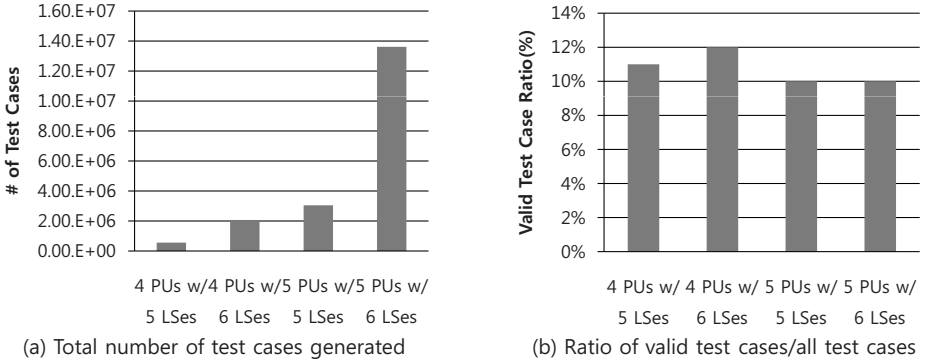 # of Test Cases
1.60.E+07
1.40.E+07
1.20.E+07
1.00.E+07
8.00.E+06
6.00.E+06
4.00.E+06
2.00.E+06
0.00.E+00
4 PUs w/ 4 PUs w/ 5 PUs w/ 5 PUs w/
5 LSes 6 LSes 5 LSes 6 LSes
(a) Total number of test cases generated
Valid Test Case Ratio(%)
14%
12%
10%
8%
6%
4%
2%
0%
4 PUs w/ 4 PUs w/ 5 PUs w/ 5 PUs w/
5 LSes 6 LSes 5 LSes 6 LSes
(b) Ratio of valid test cases/all test cases